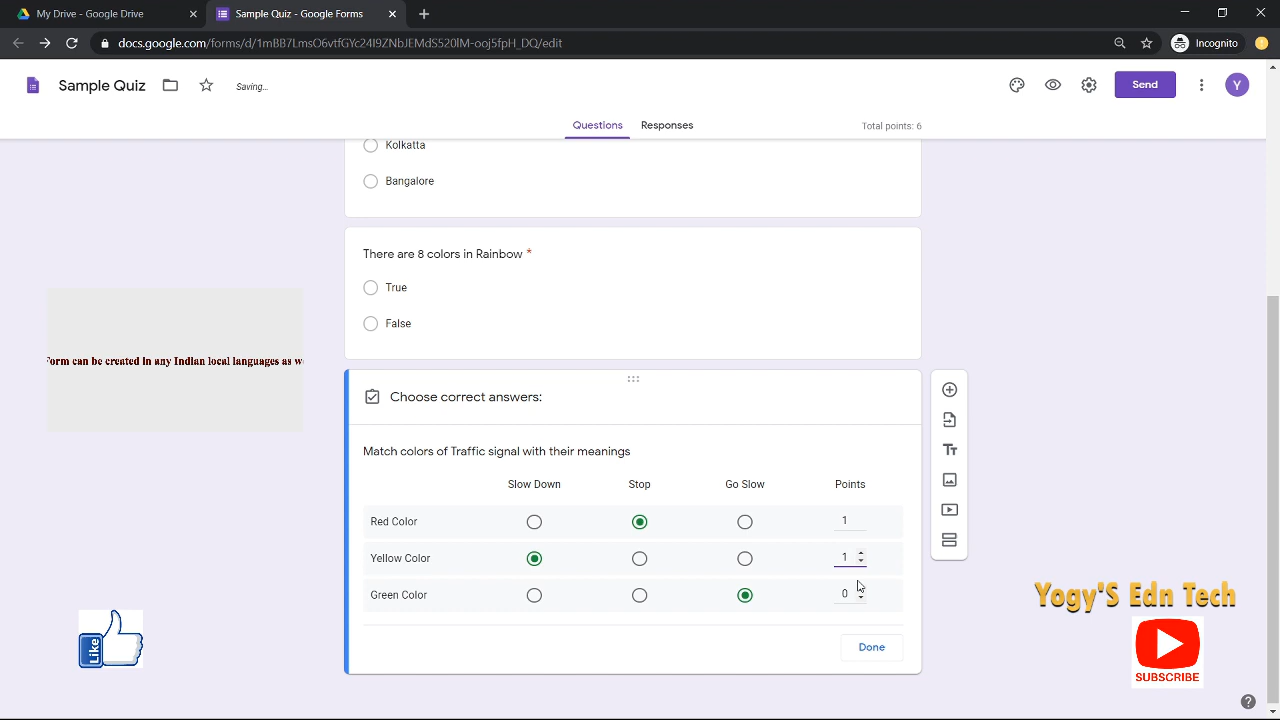 My Drive - Google Drive
Sample Quiz - Google Forms
docs.google.com/forms/d/1mBB7LmsO6vtfGYc24I9ZNbJEMdS520IM-ooj5fpH_DQ/edit
Incognito
Sample Quiz
Saving...
Send
Y
Questions
Responses
Total points: 6
Kolkatta
Bangalore
There are 8 colors in Rainbow *
True
False
Form can be created in any Indian local languages as we
Choose correct answers:
Match colors of Traffic signal with their meanings
Slow Down Stop Go Slow Points
Red Color 1
Yellow Color 1
Green Color 0
Done
Yogy'S Edn Tech
Like
SUBSCRIBE